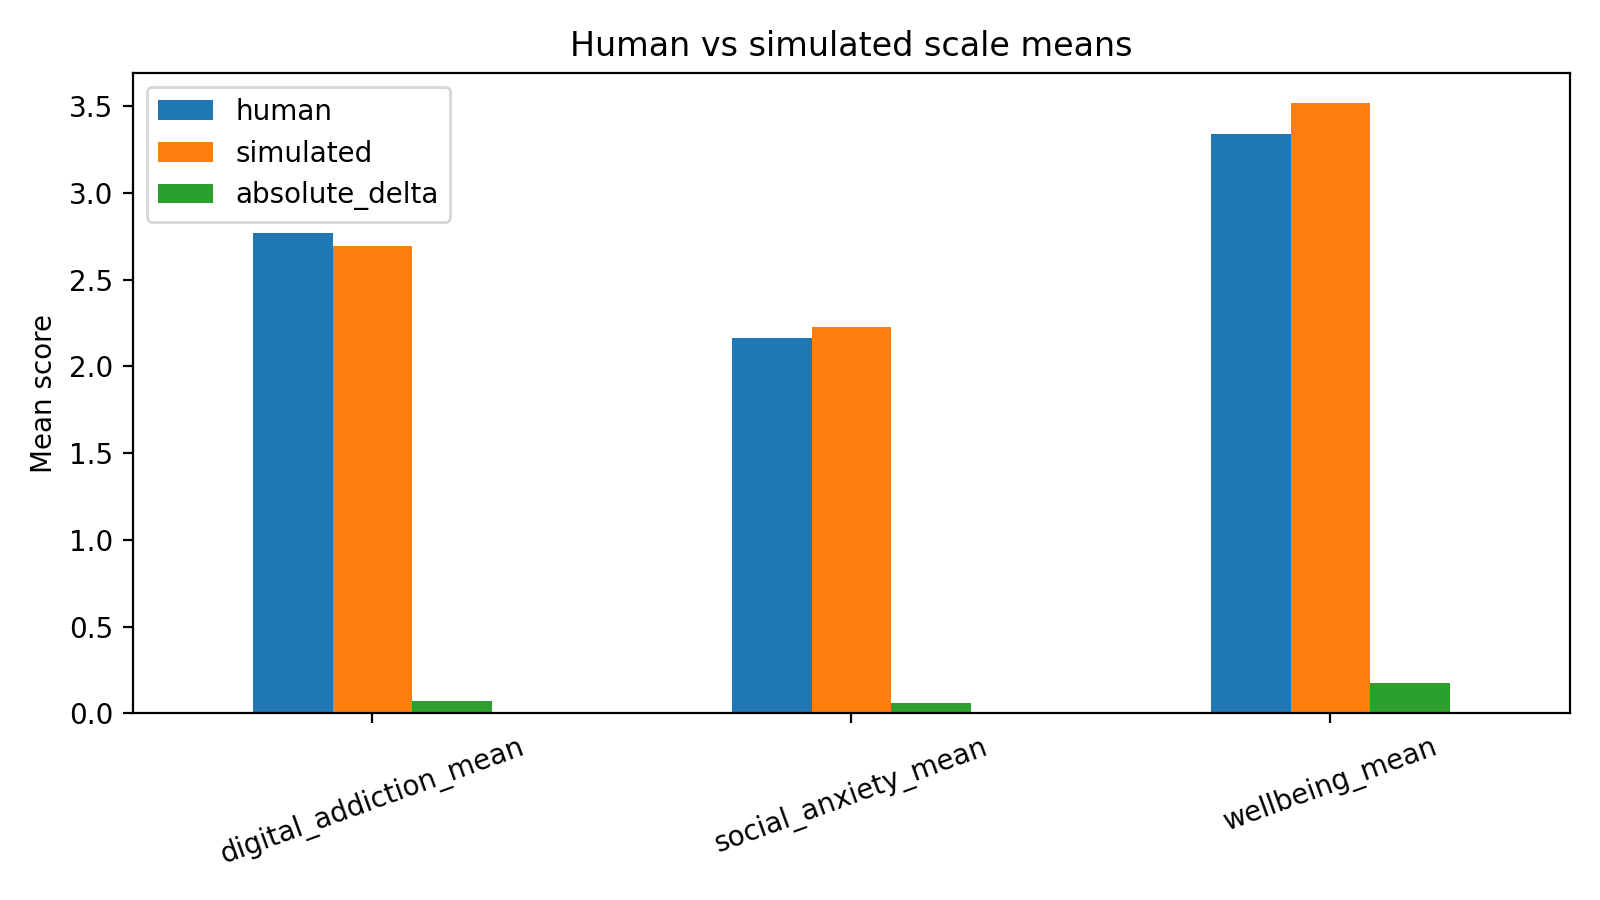 Human vs simulated scale means
human
simulated
absolute_delta
Mean score
3.5
3.0
2.5
2.0
1.5
1.0
0.5
0.0
digital_addiction_mean
social_anxiety_mean
wellbeing_mean